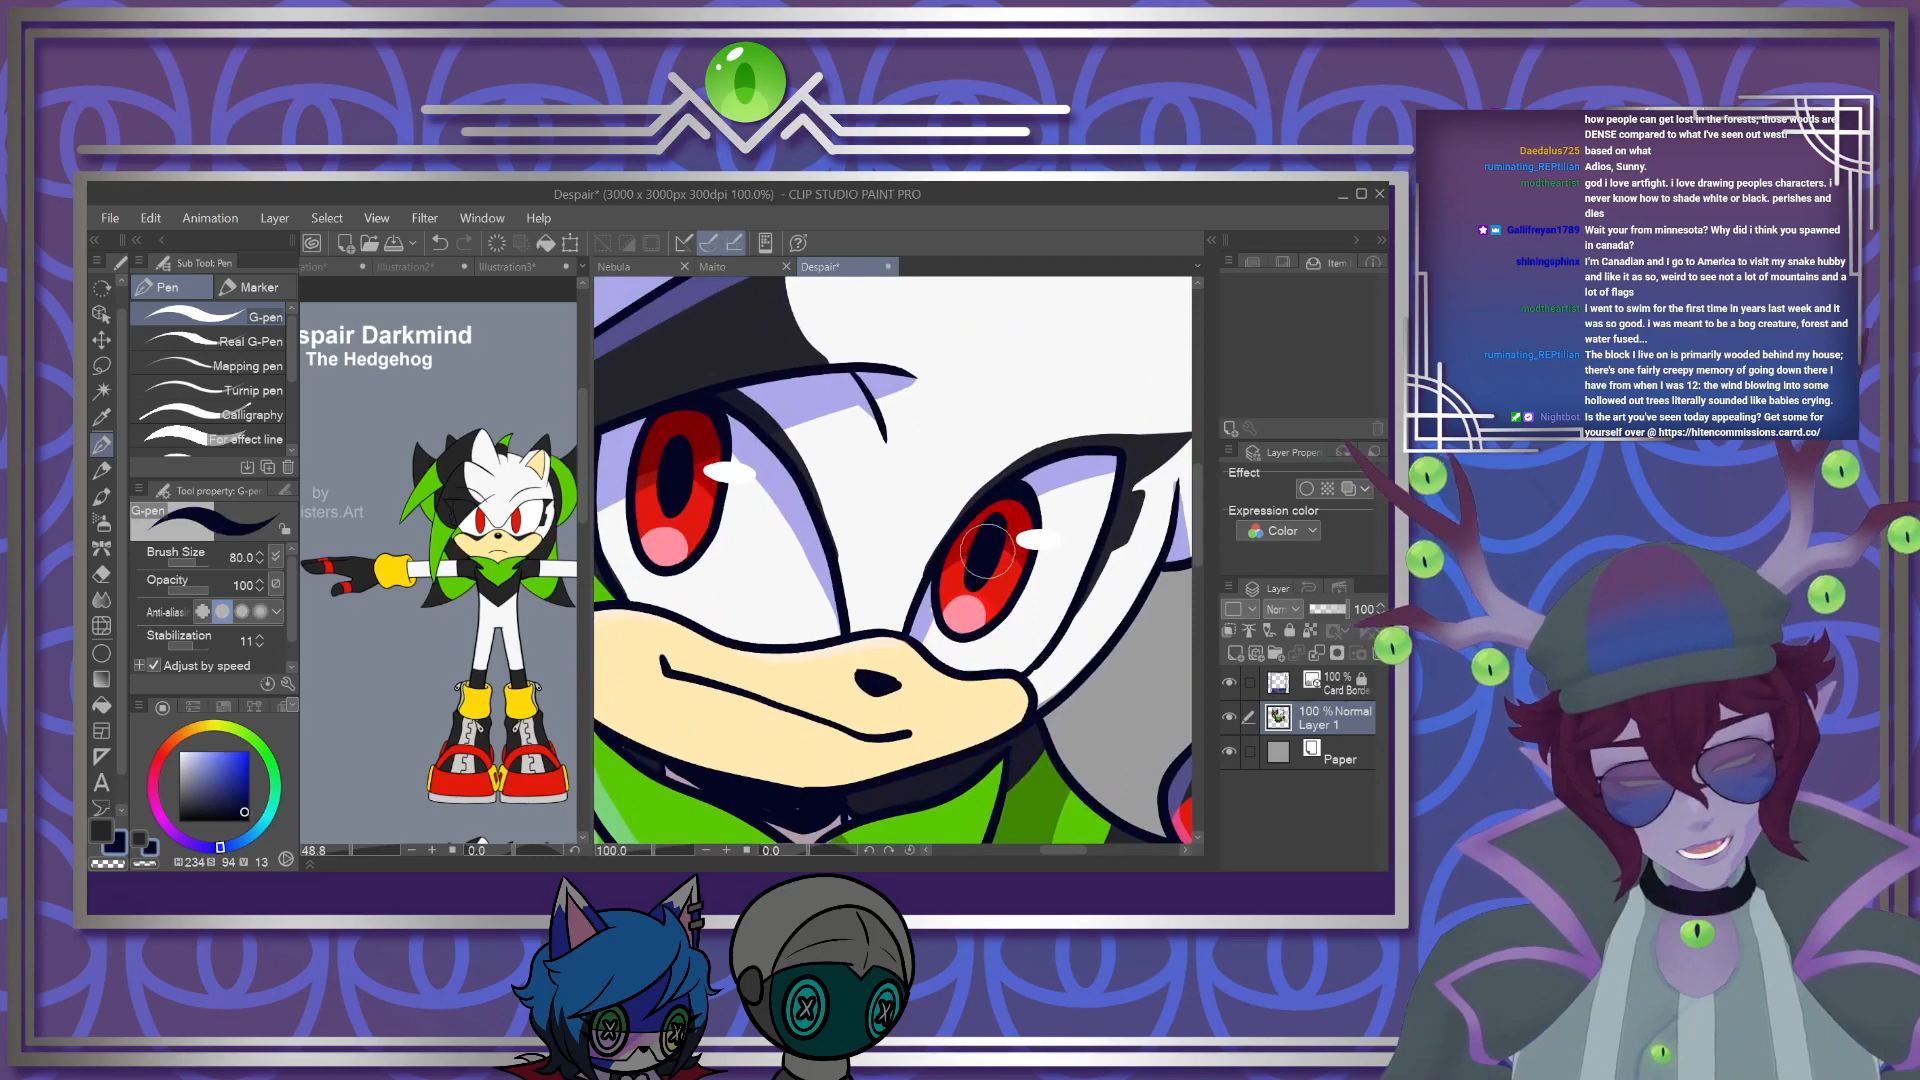 Despair* (3000 x 3000px 300dpi 100.0%) - CLIP STUDIO PAINT PRO
File Edit Animation Layer Select View Filter Window Help
Sub Tool: Pen
Illustration2* Illustration3* Nebula Maito Despair*
Pen Marker
G-pen
Real G-Pen
Mapping pen
Turnip pen
Calligraphy
For effect line
Tool property: G-pen
G-pen
Brush Size 80.0
Opacity 100
Anti-aliasi
Stabilization 11
Adjust by speed
H 234 S 94 V 13
spair Darkmind
The Hedgehog
by
isters.Art
48.8 0.0
100.0 0.0
Item
Layer Proper
Effect
Expression color
Color
Layer
Norm 100
100 %
Card Borde
100 % Normal
Layer 1
Paper
how people can get lost in the forests; those woods are
DENSE compared to what I've seen out west!
Daedalus725 based on what
ruminating_REPtilian Adios, Sunny.
modtheartist god i love artfight. i love drawing peoples characters. i
never know how to shade white or black. perishes and
dies
Gallifreyan1789 Wait your from minnesota? Why did i think you spawned
in canada?
shiningsphinx I'm Canadian and I go to America to visit my snake hubby
and like it as so, weird to see not a lot of mountains and a
lot of flags
modtheartist i went to swim for the first time in years last week and it
was so good. i was meant to be a bog creature, forest and
water fused...
ruminating_REPtilian The block I live on is primarily wooded behind my house;
there's one fairly creepy memory of going down there I
have from when I was 12: the wind blowing into some
hollowed out trees literally sounded like babies crying.
Nightbot Is the art you've seen today appealing? Get some for
yourself over @ https://hitencommissions.carrd.co/